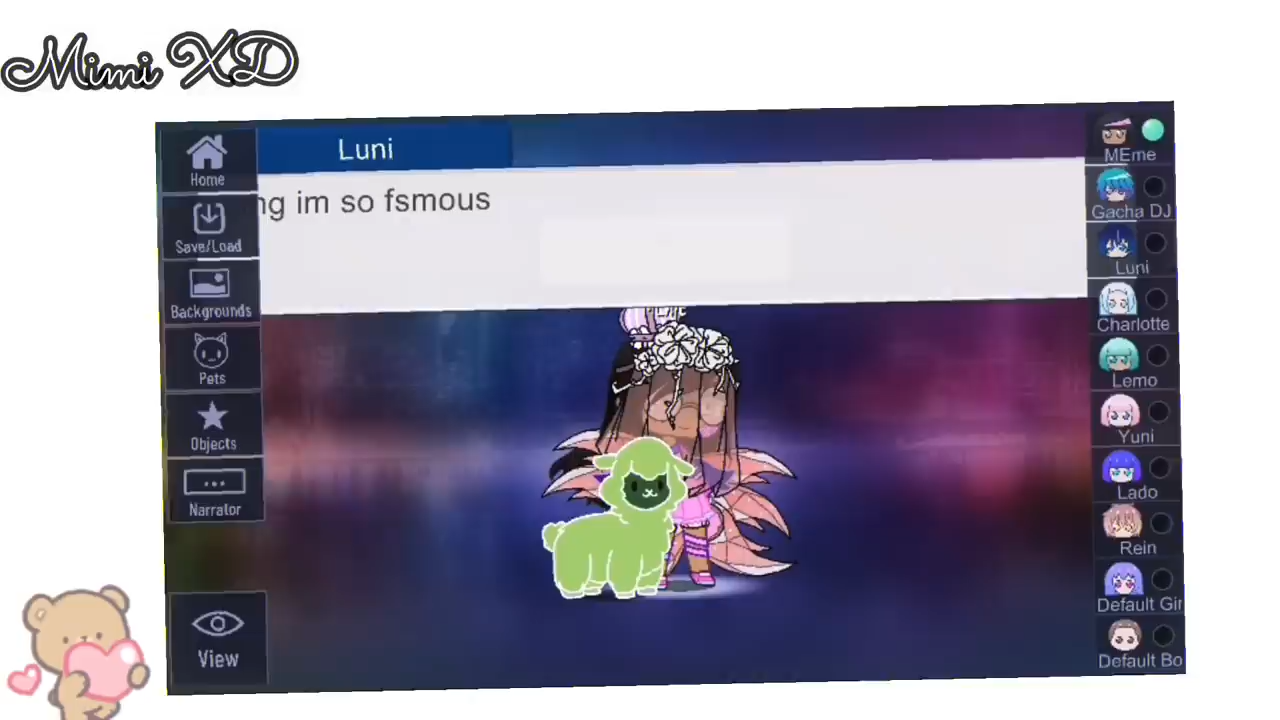 Mimi XD
Luni
im so fsmous
Home
Save/Load
Backgrounds
Pets
Objects
Narrator
View
MEme
Gacha DJ
Luni
Charlotte
Lemo
Yuni
Lado
Rein
Default Gir
Default Bo